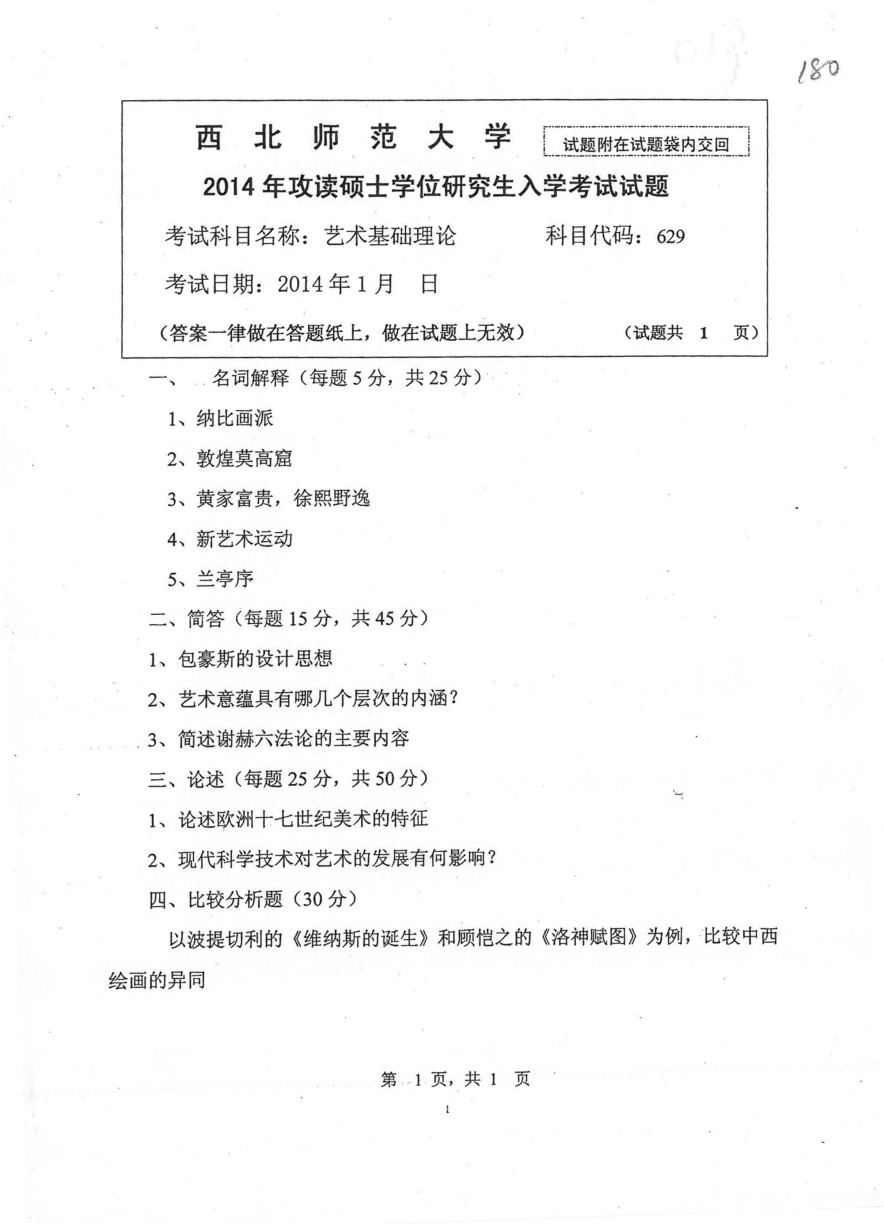 180
西北师范大学 试题附在试题袋内交回
2014年攻读硕士学位研究生入学考试试题
考试科目名称：艺术基础理论 科目代码：629
考试日期：2014年1月 日
（答案一律做在答题纸上，做在试题上无效） （试题共 1 页）
一、 名词解释（每题5分，共25分）
1、纳比画派
2、敦煌莫高窟
3、黄家富贵，徐熙野逸
4、新艺术运动
5、兰亭序
二、简答（每题15分，共45分）
1、包豪斯的设计思想
2、艺术意蕴具有哪几个层次的内涵？
3、简述谢赫六法论的主要内容
三、论述（每题25分，共50分）
1、论述欧洲十七世纪美术的特征
2、现代科学技术对艺术的发展有何影响？
四、比较分析题（30分）
以波提切利的《维纳斯的诞生》和顾恺之的《洛神赋图》为例，比较中西
绘画的异同
第 1 页，共 1 页
1